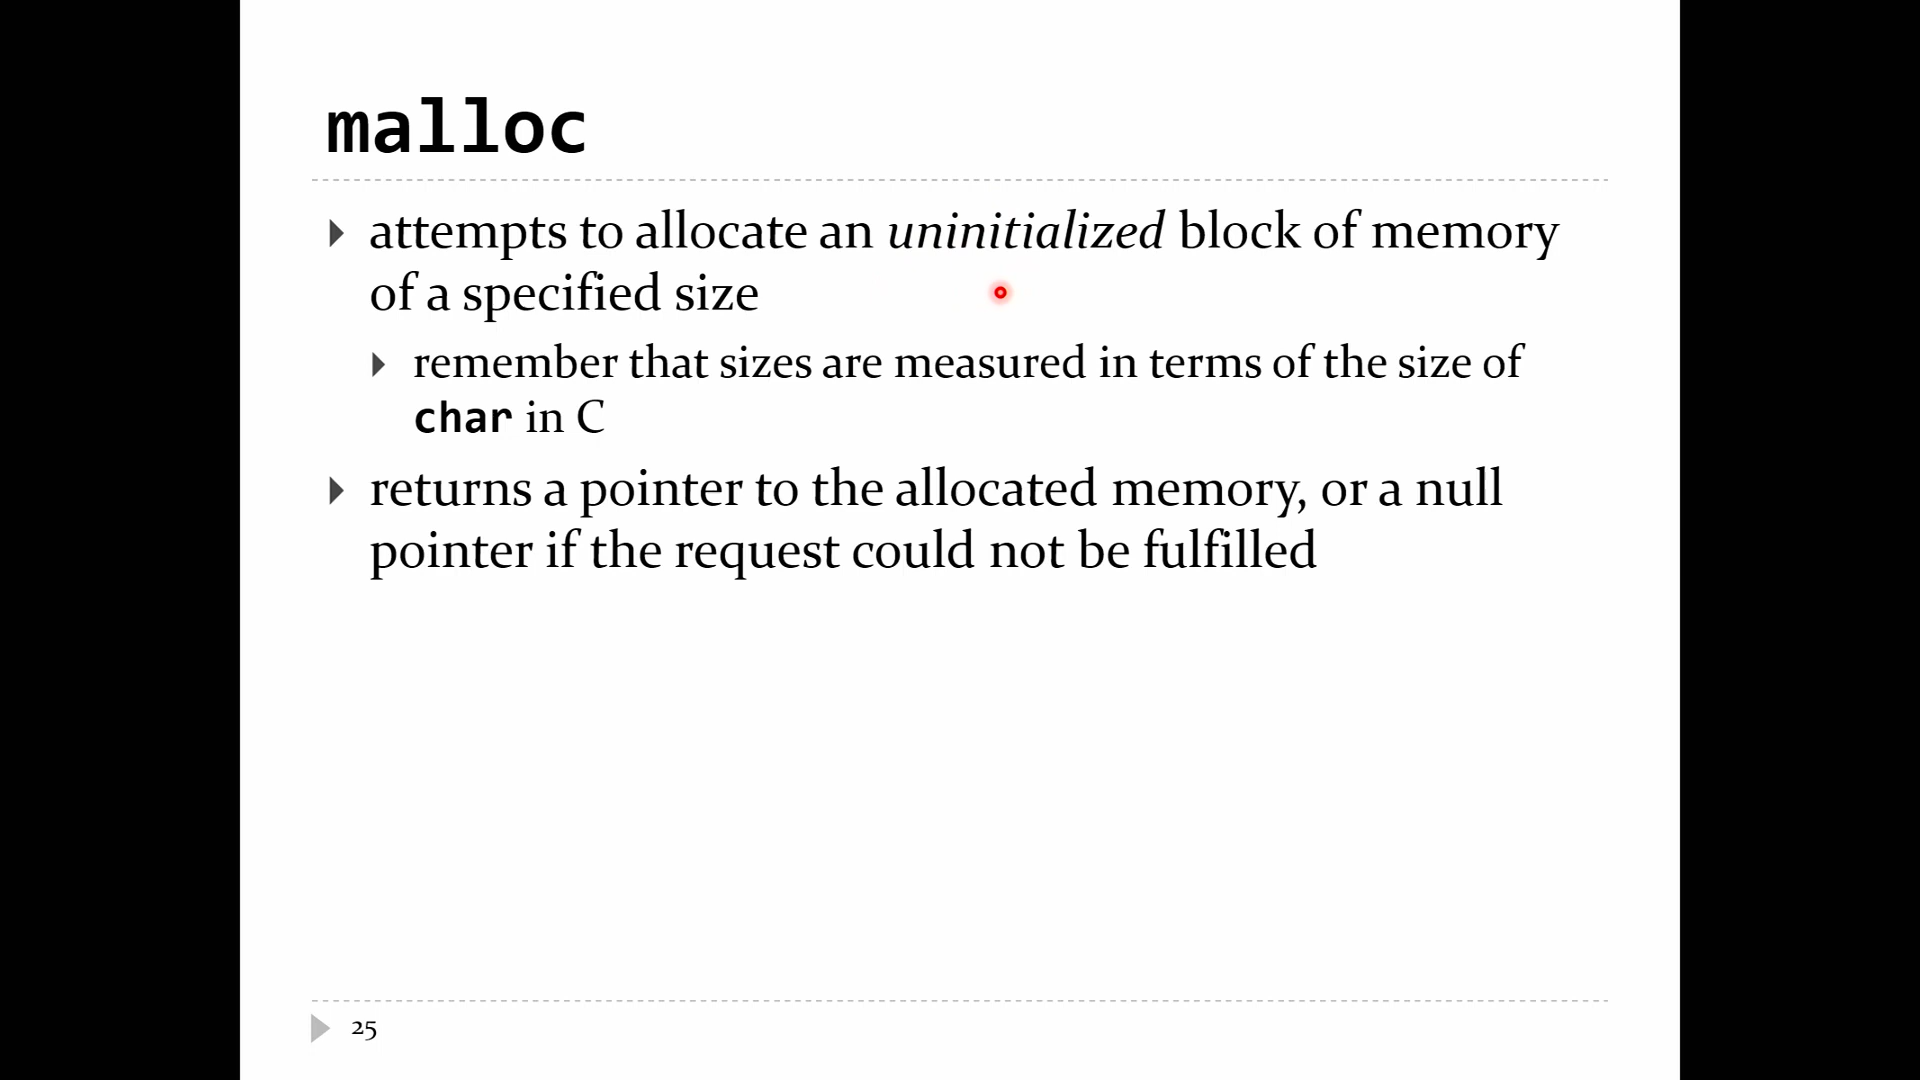 malloc
attempts to allocate an uninitialized block of memory
of a specified size
remember that sizes are measured in terms of the size of
char in C
returns a pointer to the allocated memory, or a null
pointer if the request could not be fulfilled
25